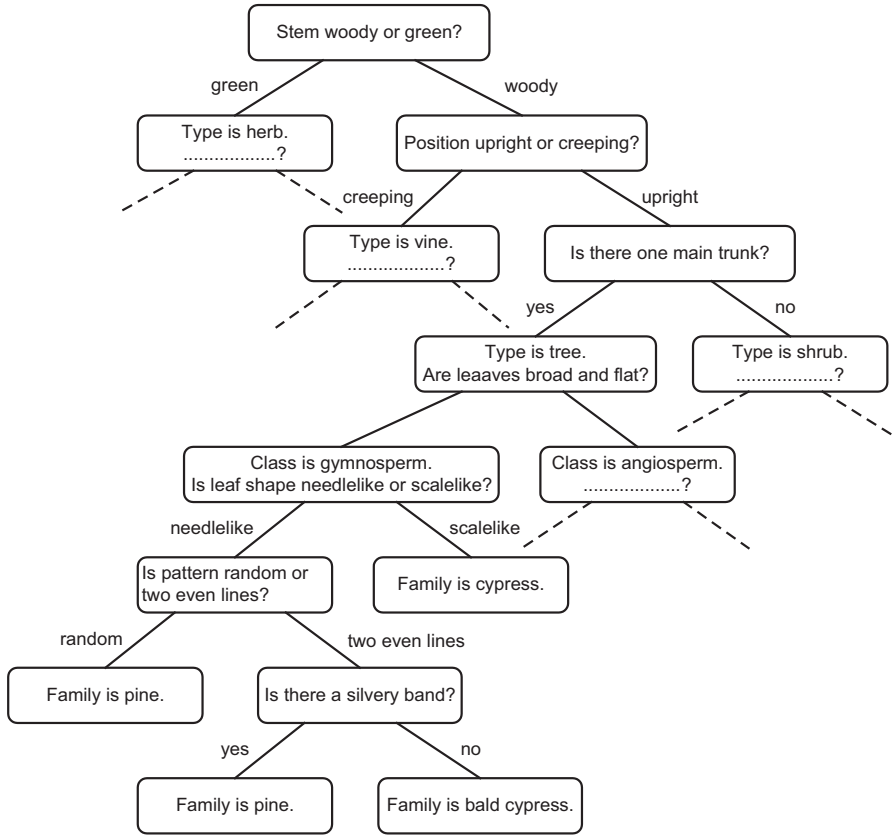 Stem woody or green?
green
woody
Type is herb.
..................?
Position upright or creeping?
creeping
upright
Type is vine.
...................?
Is there one main trunk?
yes
no
Type is tree.
Are leaaves broad and flat?
Type is shrub.
...................?
Class is gymnosperm.
Is leaf shape needlelike or scalelike?
Class is angiosperm.
...................?
needlelike
scalelike
Is pattern random or
two even lines?
Family is cypress.
random
two even lines
Family is pine.
Is there a silvery band?
yes
no
Family is pine.
Family is bald cypress.